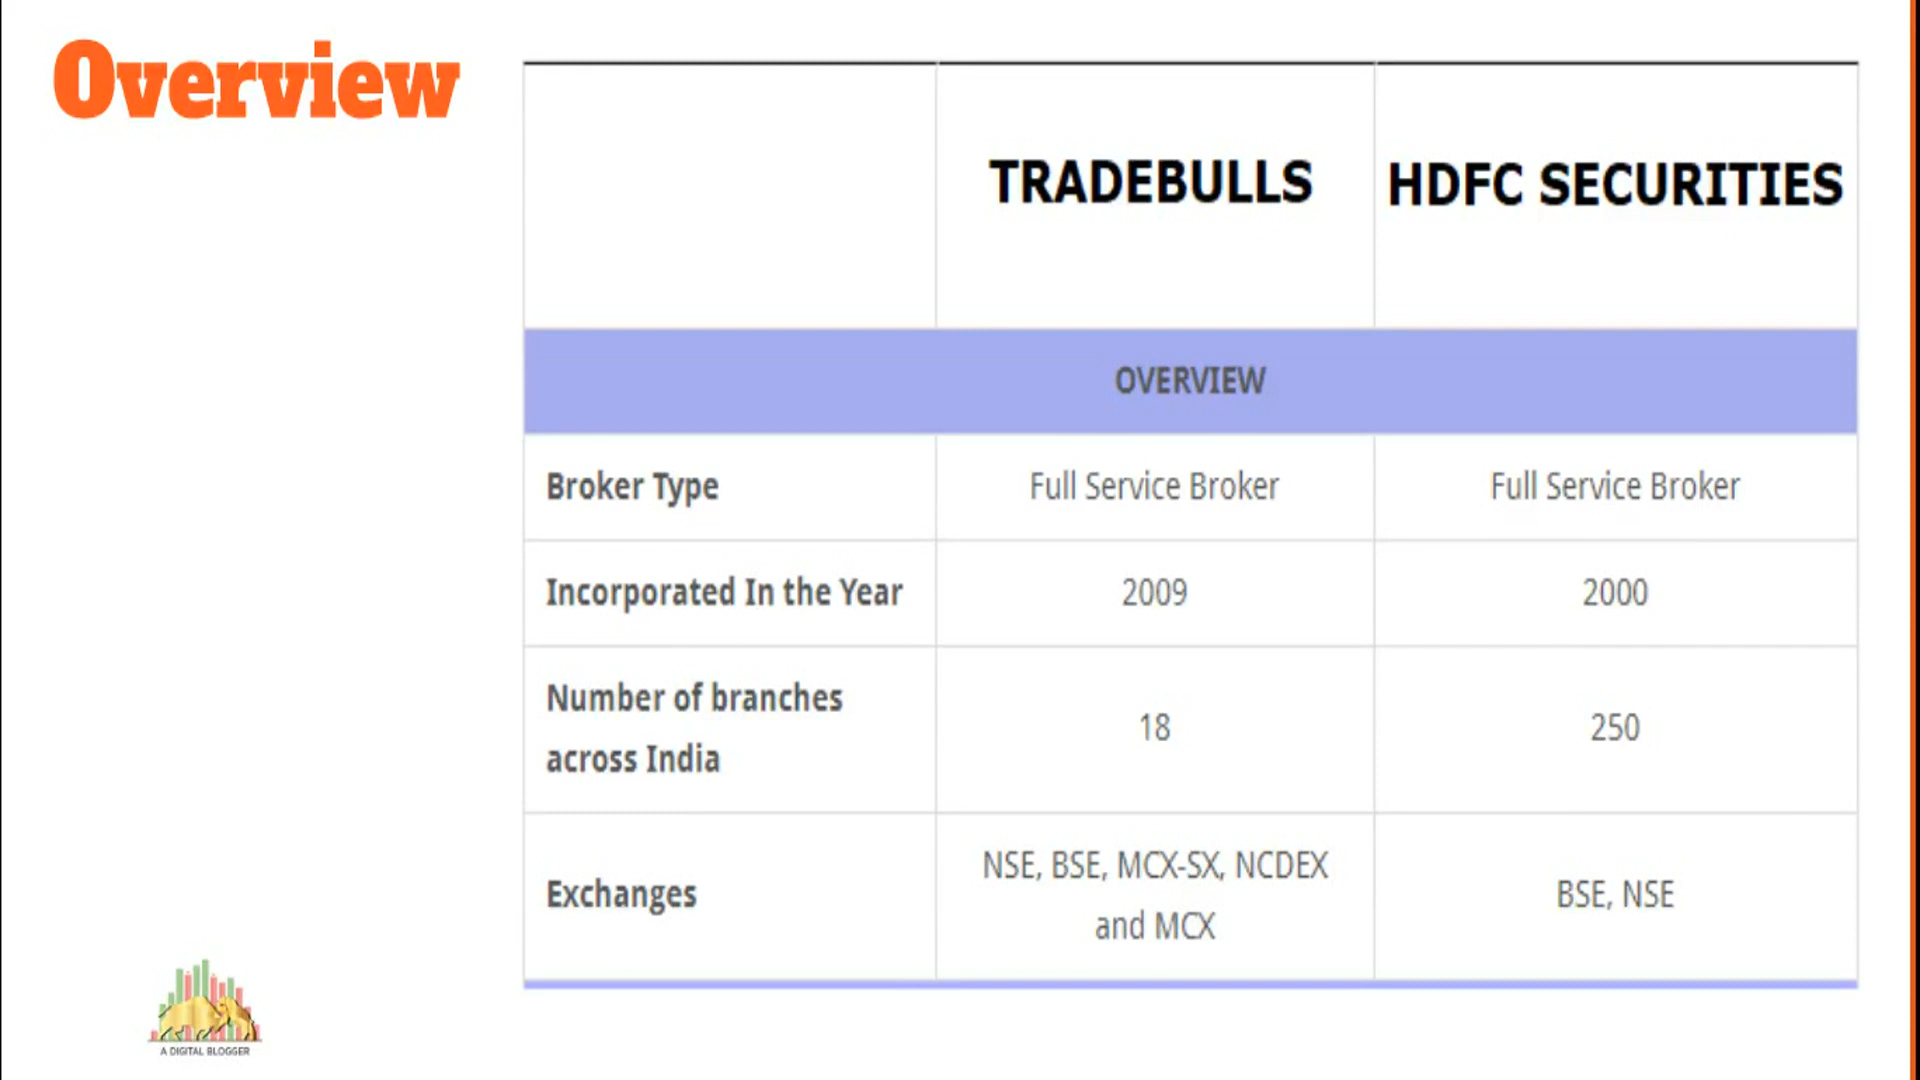 Overview
TRADEBULLS
HDFC SECURITIES
OVERVIEW
Broker Type
Full Service Broker
Full Service Broker
Incorporated In the Year
2009
2000
Number of branches
across India
18
250
Exchanges
NSE, BSE, MCX-SX, NCDEX
and MCX
BSE, NSE
A DIGITAL BLOGGER